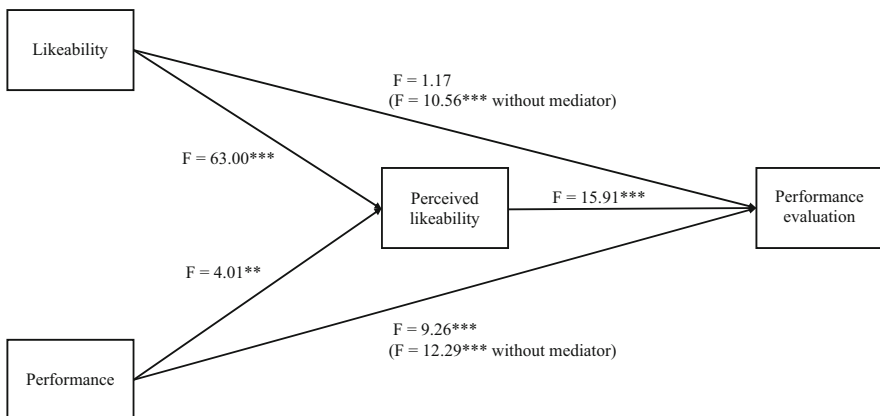 Likeability
F = 1.17
(F = 10.56*** without mediator)
F = 63.00***
Perceived
likeability
F = 15.91***
Performance
evaluation
F = 4.01**
F = 9.26***
(F = 12.29*** without mediator)
Performance